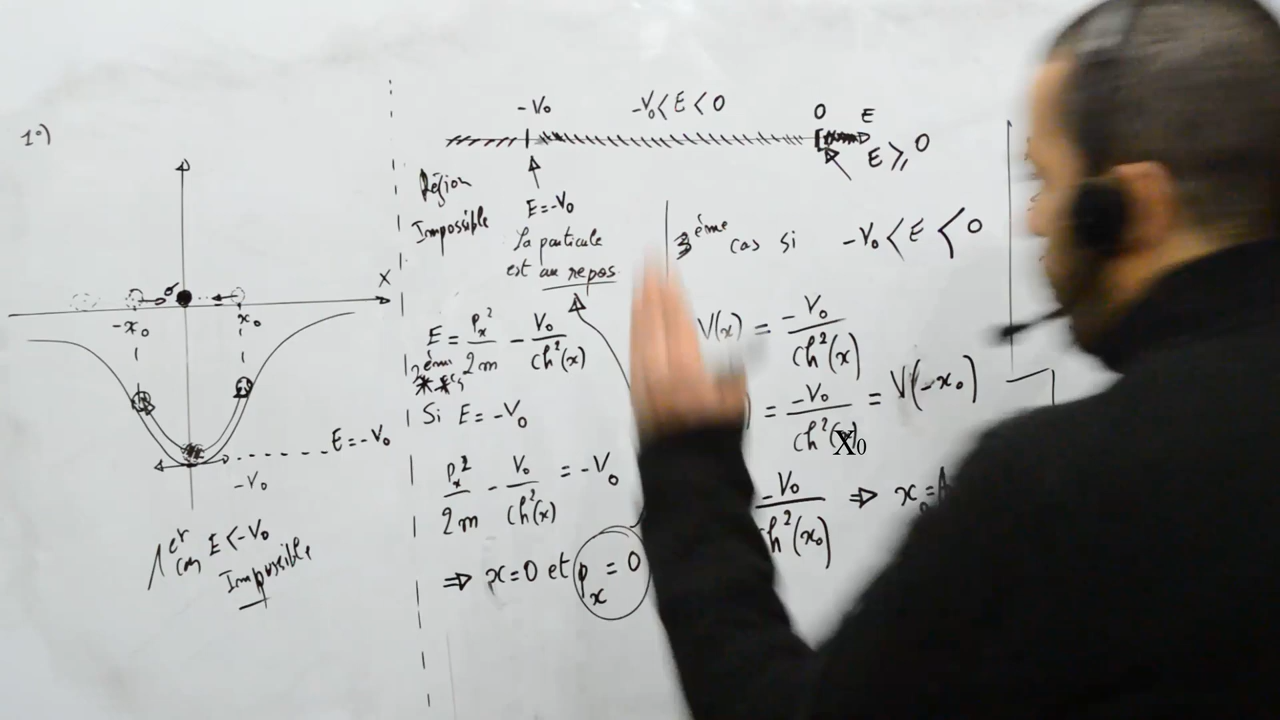 1°)
X
-x₀
x₀
E=-V₀
-V₀
1er cas E<-V₀
Impossible
-V₀
-V₀<E<0
0
E
E⩾0
Région
Impossible
E=-V₀
la particule
est au repos
E = pₓ²/2m - V₀/ch²(x)
2ème
Si E=-V₀
pₓ²/2m - V₀/ch²(x) = -V₀
⇒ x=0 et pₓ=0
3ème cas si -V₀<E<0
V(x) = -V₀/ch²(x)
) = -V₀/ch²(x₀ = V(-x₀)
-V₀/ch²(x₀) ⇒ x₀=A